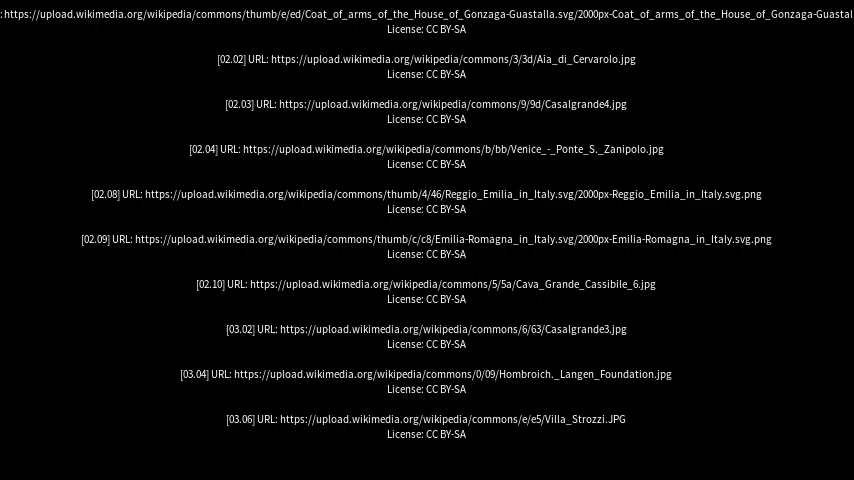 : https://upload.wikimedia.org/wikipedia/commons/thumb/e/ed/Coat_of_arms_of_the_House_of_Gonzaga-Guastalla.svg/2000px-Coat_of_arms_of_the_House_of_Gonzaga-Guastal
License: CC BY-SA
[02.02] URL: https://upload.wikimedia.org/wikipedia/commons/3/3d/Aia_di_Cervarolo.jpg
License: CC BY-SA
[02.03] URL: https://upload.wikimedia.org/wikipedia/commons/9/9d/Casalgrande4.jpg
License: CC BY-SA
[02.04] URL: https://upload.wikimedia.org/wikipedia/commons/b/bb/Venice_-_Ponte_S._Zanipolo.jpg
License: CC BY-SA
[02.08] URL: https://upload.wikimedia.org/wikipedia/commons/thumb/4/46/Reggio_Emilia_in_Italy.svg/2000px-Reggio_Emilia_in_Italy.svg.png
License: CC BY-SA
[02.09] URL: https://upload.wikimedia.org/wikipedia/commons/thumb/c/c8/Emilia-Romagna_in_Italy.svg/2000px-Emilia-Romagna_in_Italy.svg.png
License: CC BY-SA
[02.10] URL: https://upload.wikimedia.org/wikipedia/commons/5/5a/Cava_Grande_Cassibile_6.jpg
License: CC BY-SA
[03.02] URL: https://upload.wikimedia.org/wikipedia/commons/6/63/Casalgrande3.jpg
License: CC BY-SA
[03.04] URL: https://upload.wikimedia.org/wikipedia/commons/0/09/Hombroich._Langen_Foundation.jpg
License: CC BY-SA
[03.06] URL: https://upload.wikimedia.org/wikipedia/commons/e/e5/Villa_Strozzi.JPG
License: CC BY-SA